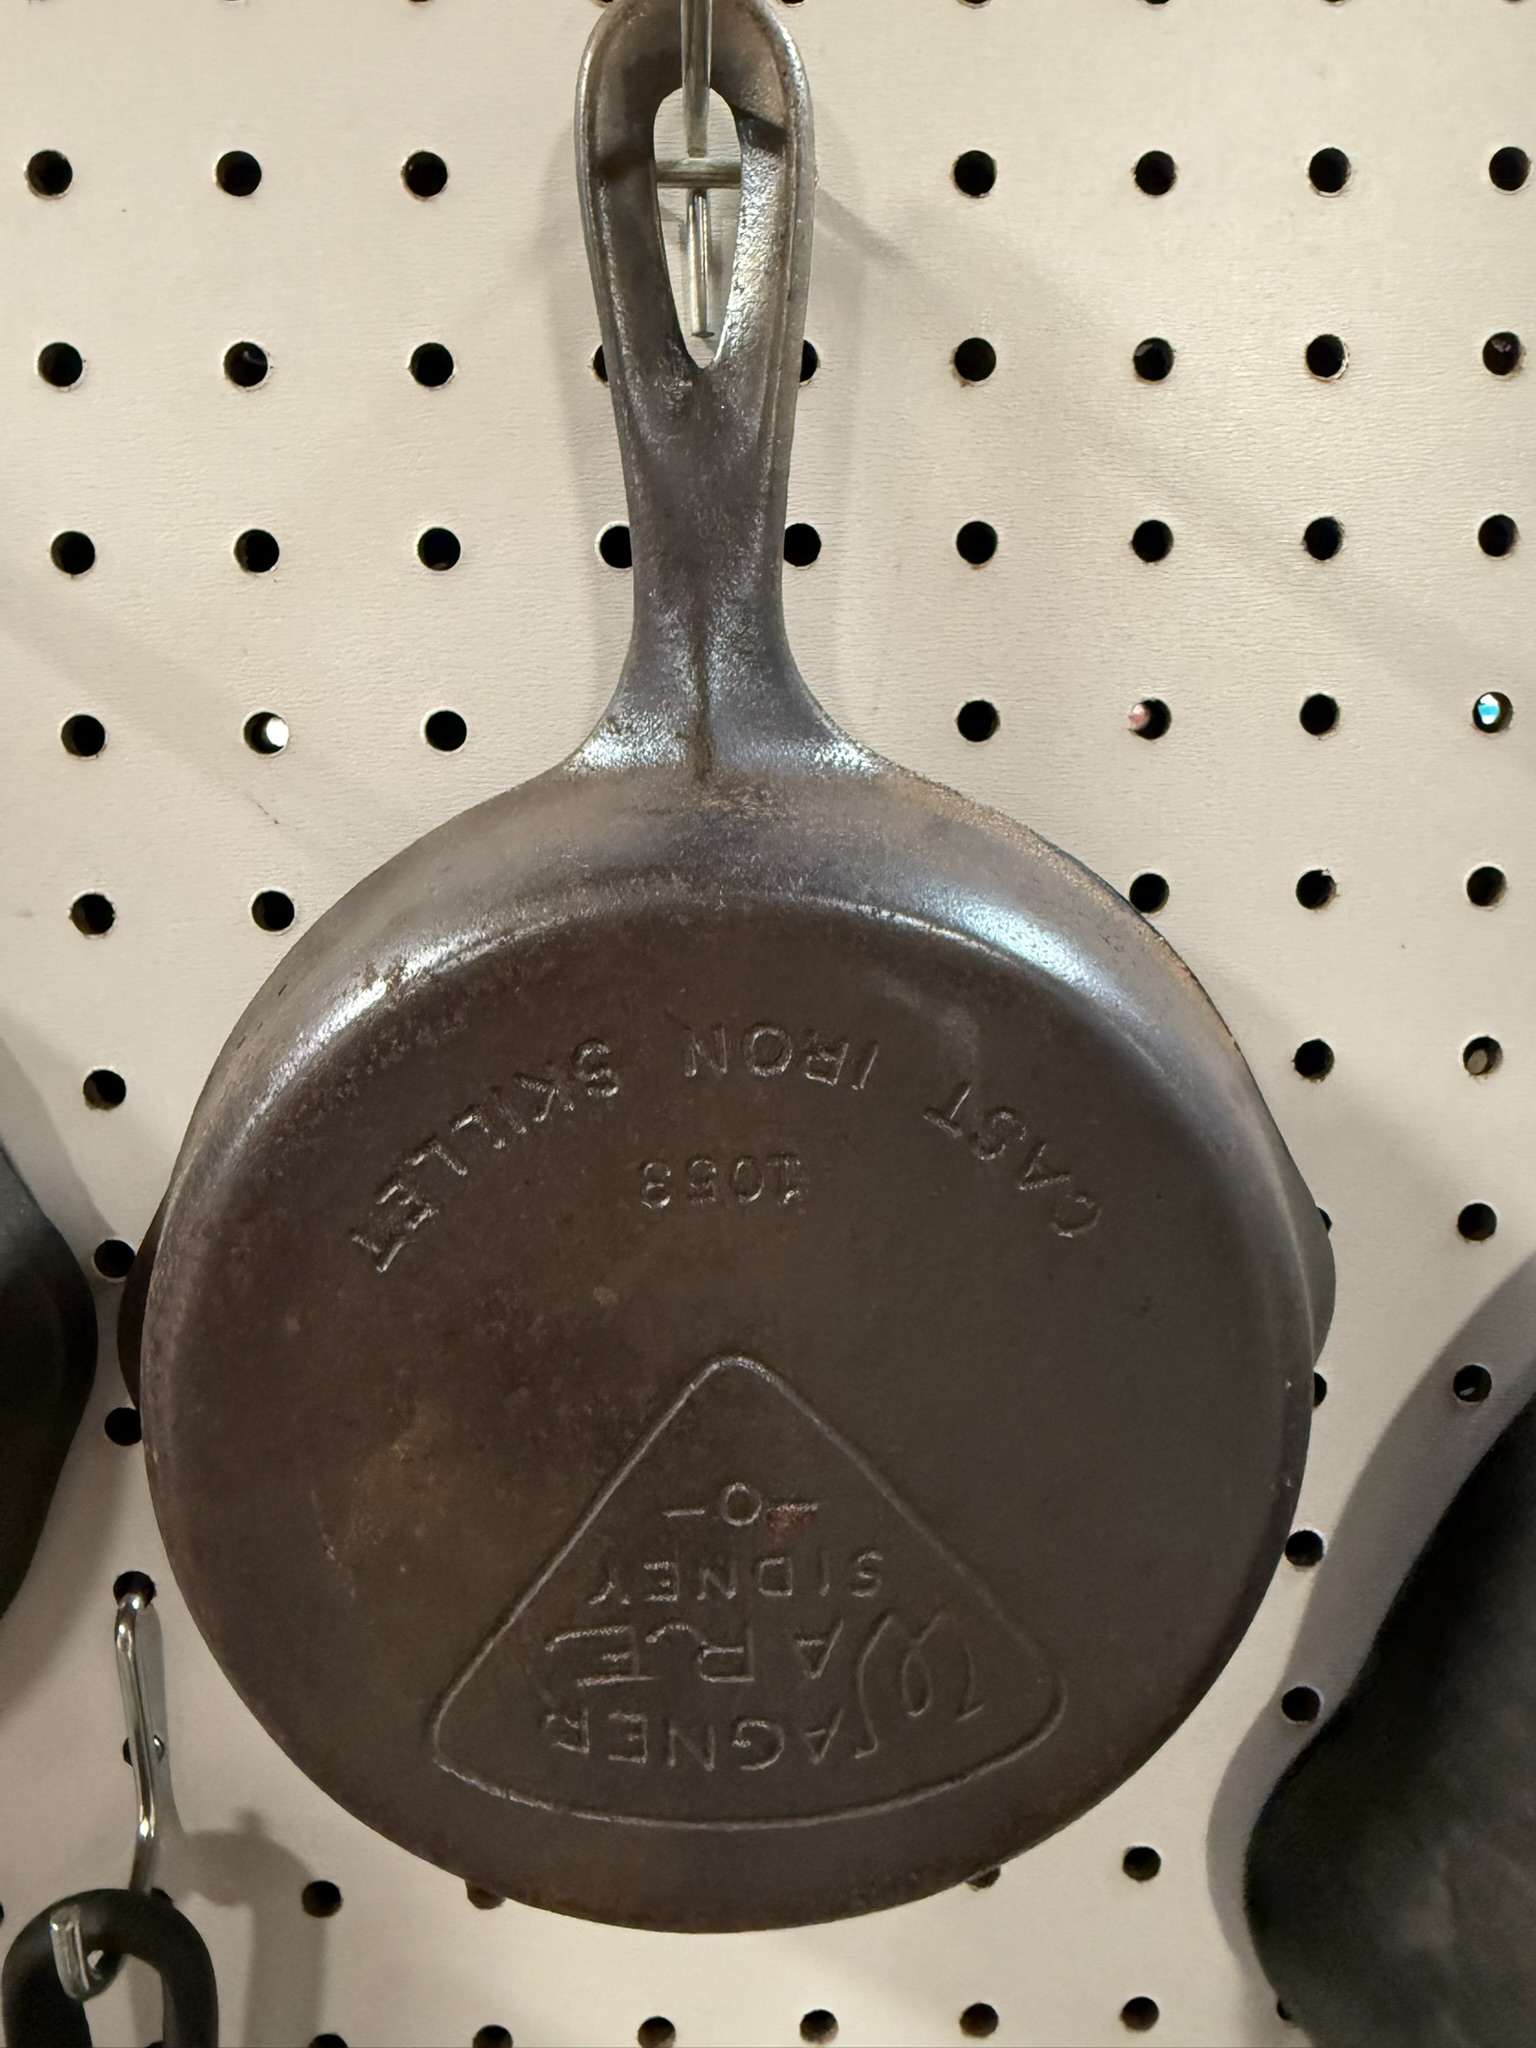 WAGNER
WARE
SIDNEY
-O-
1053
CAST IRON SKILLET